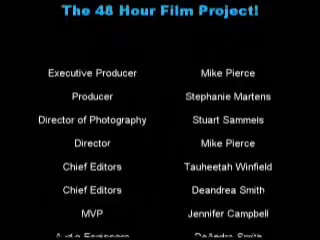 The 48 Hour Film Project!
Executive Producer Mike Pierce
Producer Stephanie Martens
Director of Photography Stuart Sammels
Director Mike Pierce
Chief Editors Tauheetah Winfield
Chief Editors Deandrea Smith
MVP Jennifer Campbell